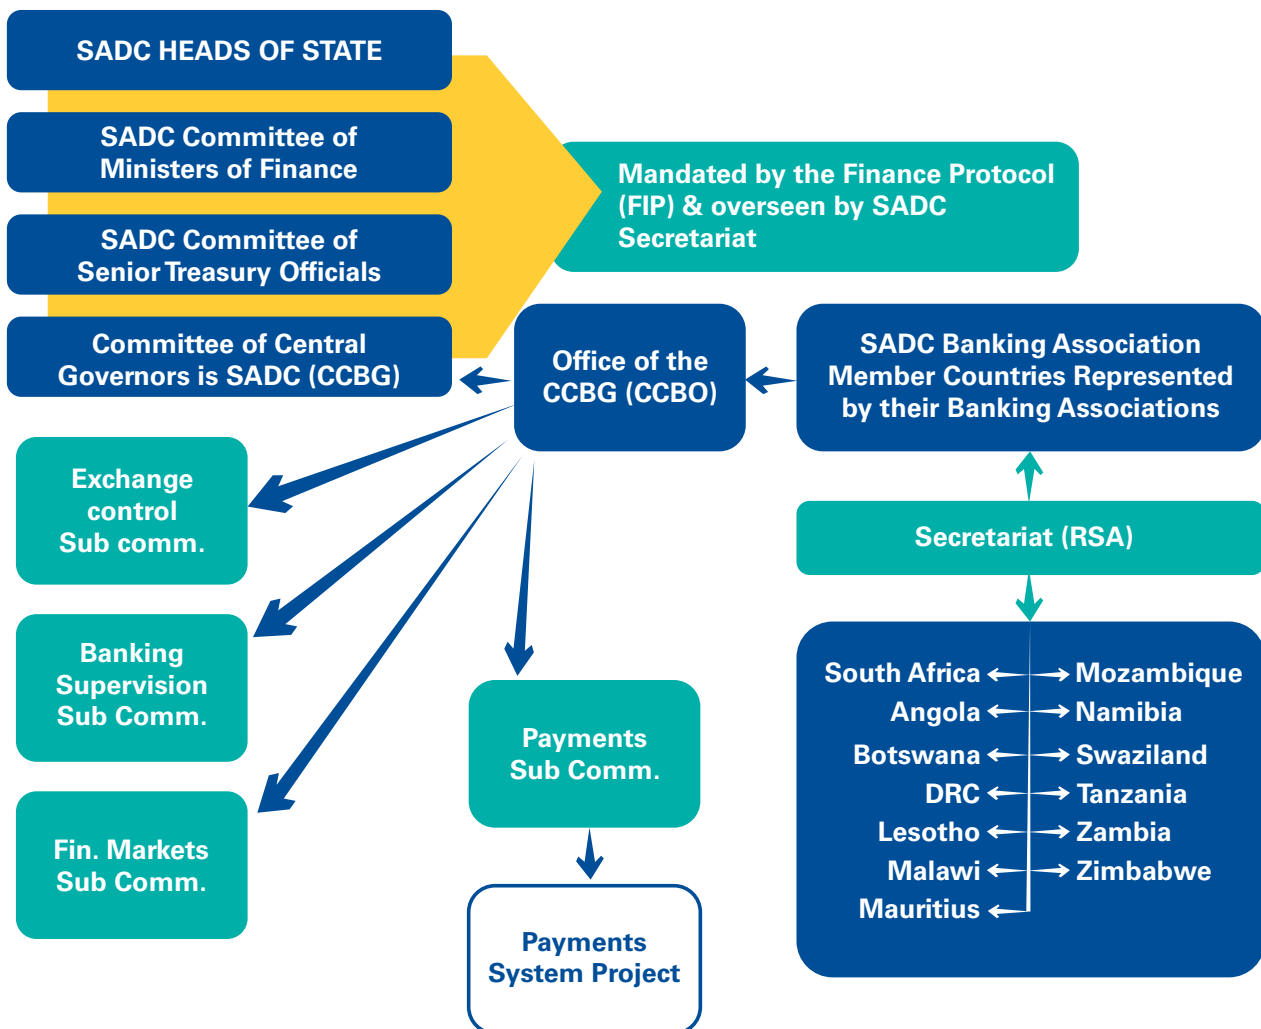 SADC HEADS OF STATE
SADC Committee of
Ministers of Finance
SADC Committee of
Senior Treasury Officials
Committee of Central
Governors is SADC (CCBG)
Mandated by the Finance Protocol
(FIP) & overseen by SADC
Secretariat
Office of the
CCBG (CCBO)
SADC Banking Association
Member Countries Represented
by their Banking Associations
Exchange
control
Sub comm.
Banking
Supervision
Sub Comm.
Fin. Markets
Sub Comm.
Payments
Sub Comm.
Payments
System Project
Secretariat (RSA)
South Africa
Mozambique
Angola
Namibia
Botswana
Swaziland
DRC
Tanzania
Lesotho
Zambia
Malawi
Zimbabwe
Mauritius